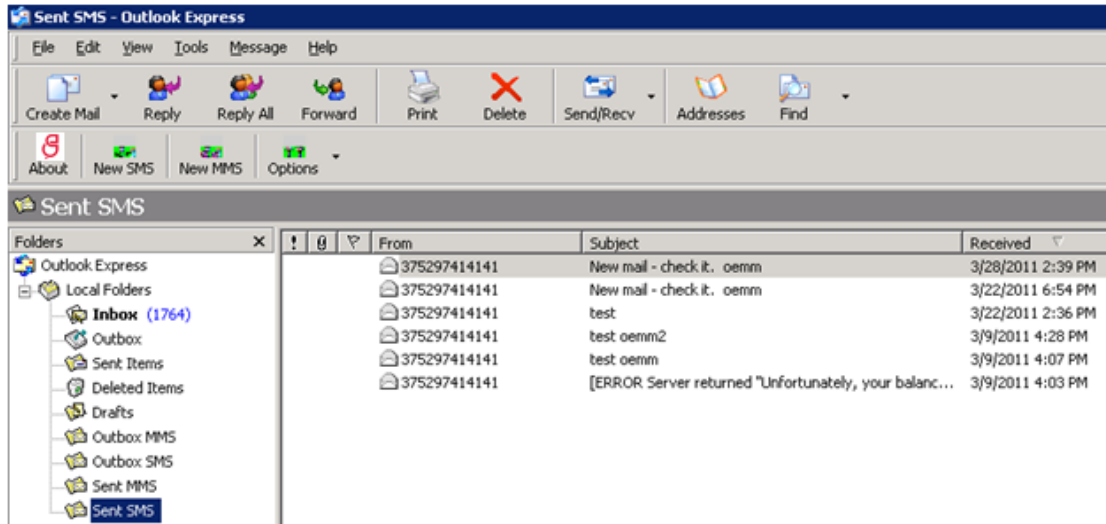 Sent SMS - Outlook Express
File Edit View Tools Message Help
Create Mail Reply Reply All Forward Print Delete Send/Recv Addresses Find
About New SMS New MMS Options
Sent SMS
Folders
Outlook Express
Local Folders
Inbox (1764)
Outbox
Sent Items
Deleted Items
Drafts
Outbox MMS
Outbox SMS
Sent MMS
Sent SMS
! From Subject Received
375297414141 New mail - check it. oemm 3/28/2011 2:39 PM
375297414141 New mail - check it. oemm 3/22/2011 6:54 PM
375297414141 test 3/22/2011 2:36 PM
375297414141 test oemm2 3/9/2011 4:28 PM
375297414141 test oemm 3/9/2011 4:07 PM
375297414141 [ERROR Server returned "Unfortunately, your balanc... 3/9/2011 4:03 PM